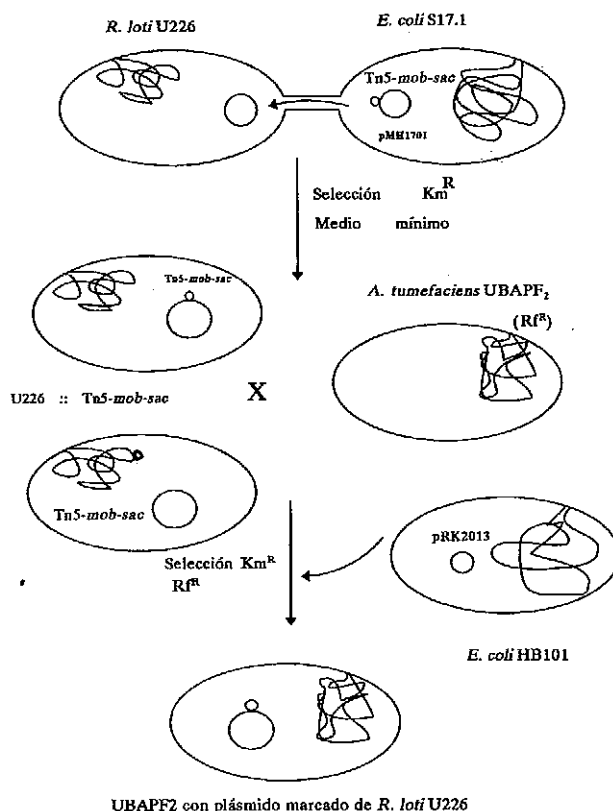 R. loti U226
E. coli S17.1
Tn5-mob-sac
pMH1701
Selección Km^R
Medio mínimo
Tn5-mob-sac
A. tumefaciens UBAPF₂
(Rf^R)
U226 :: Tn5-mob-sac
X
Tn5-mob-sac
pRK2013
Selección Km^R
Rf^R
E. coli HB101
UBAPF2 con plásmido marcado de R. loti U226